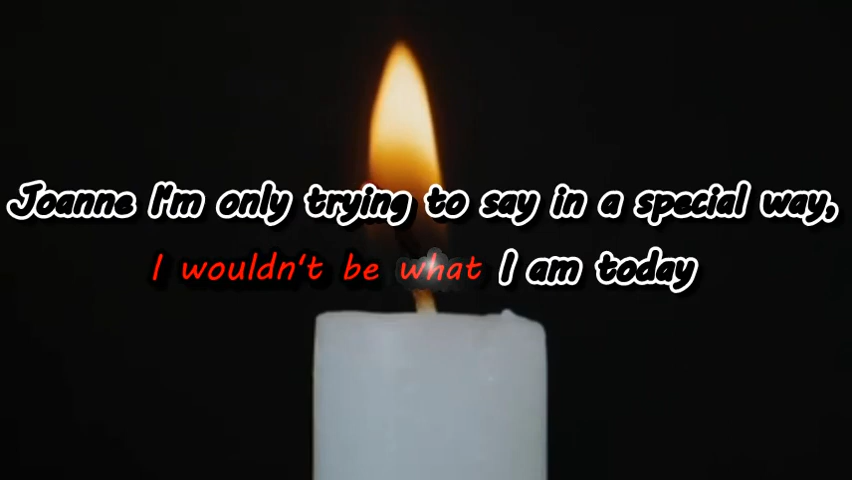 Joanne I'm only trying to say in a special way,
I wouldn't be what I am today